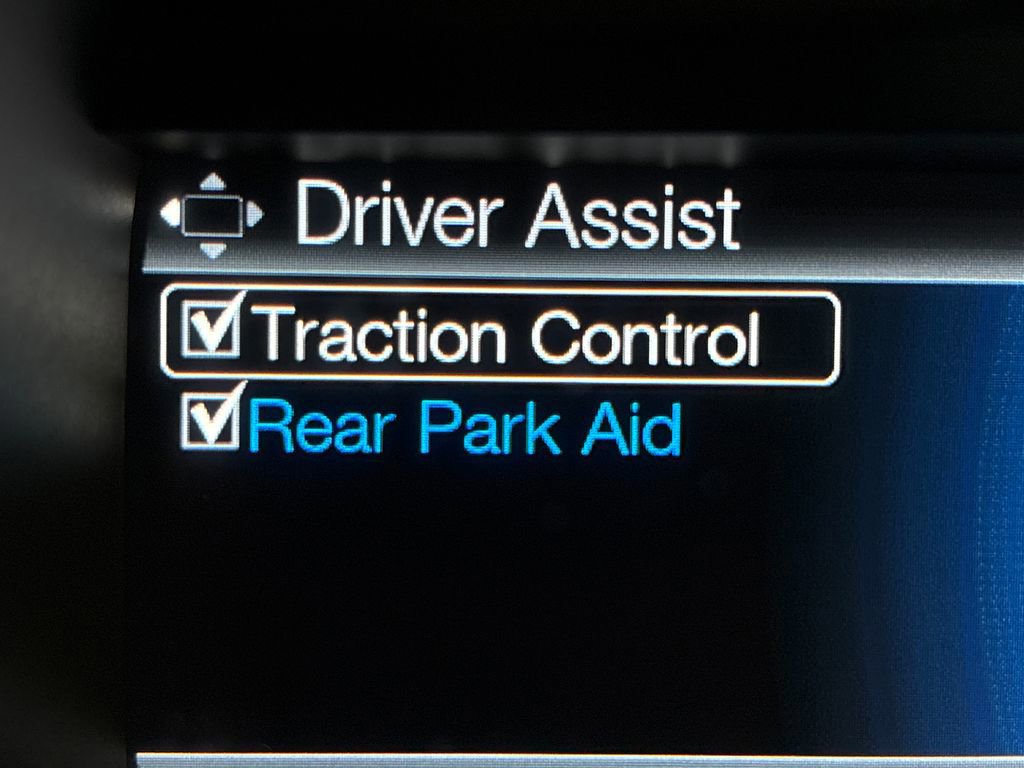 Driver Assist
Traction Control
Rear Park Aid